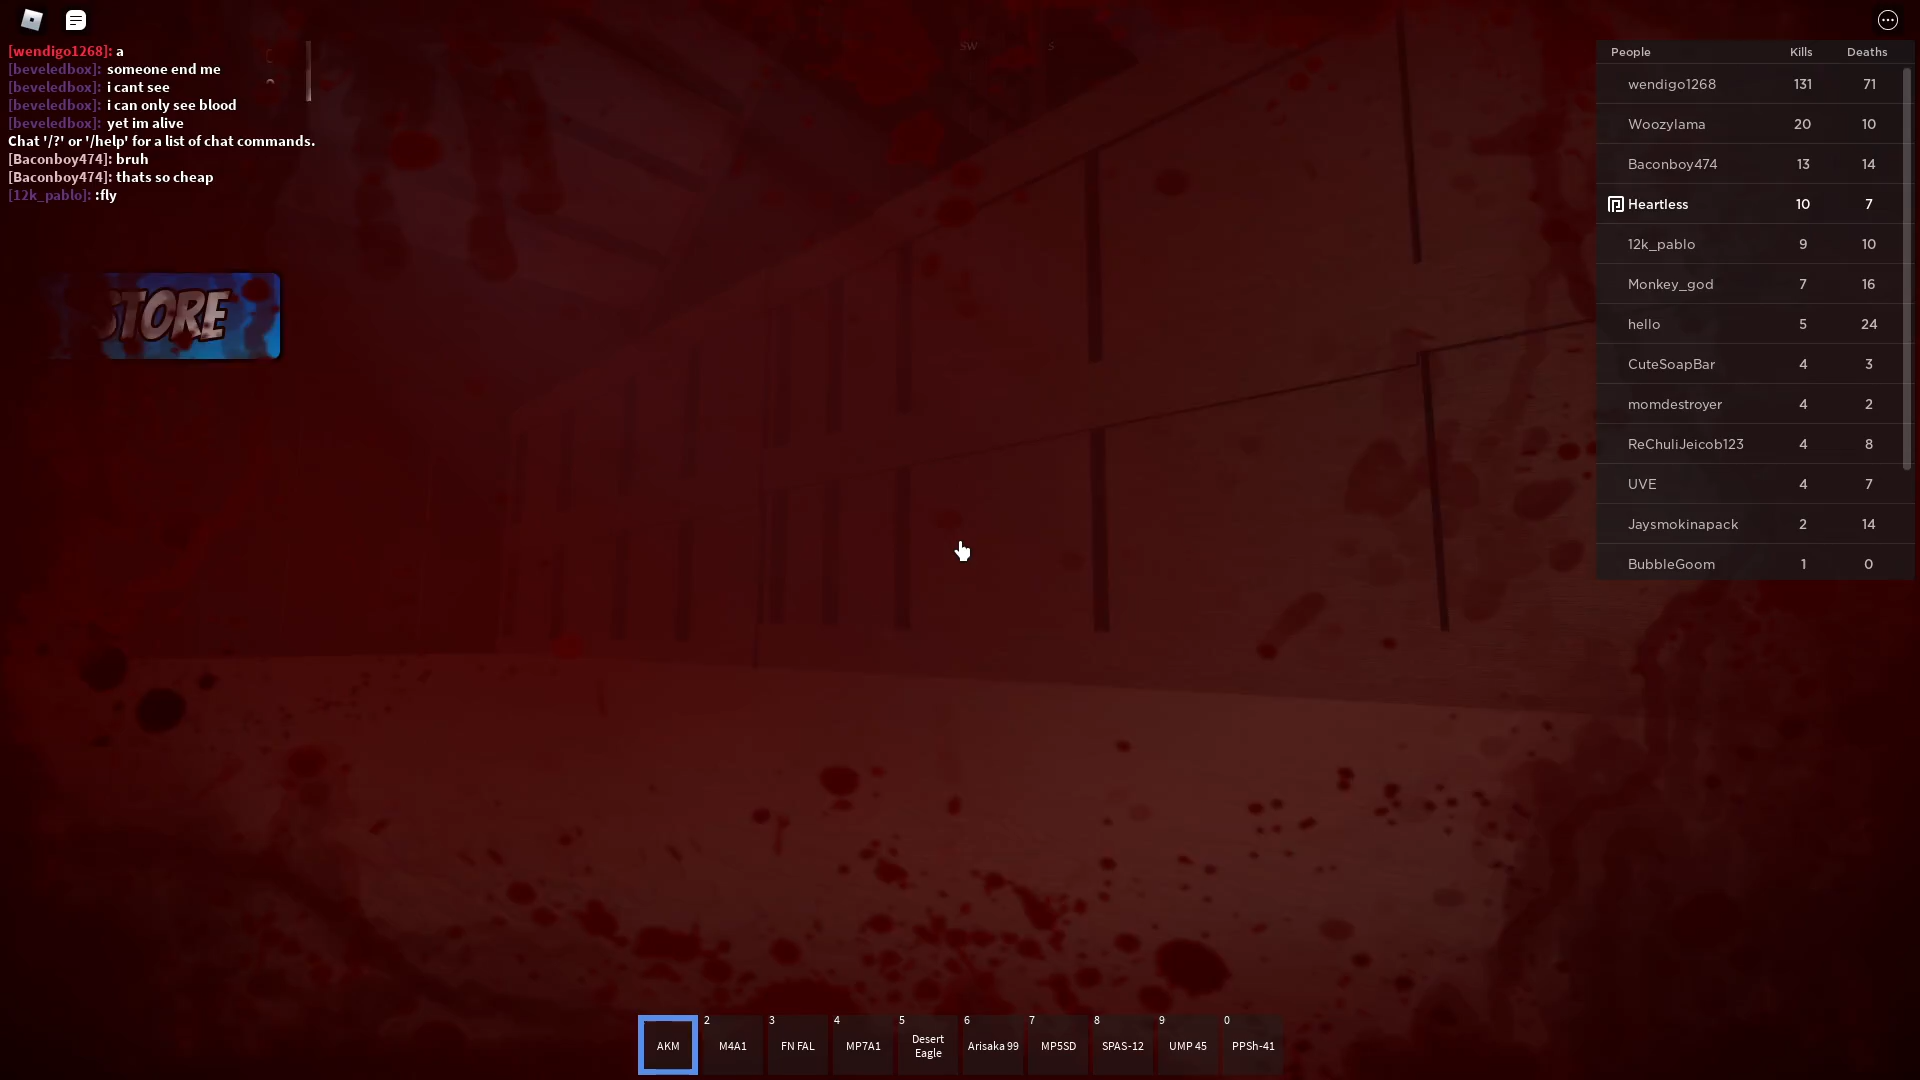 [wendigo1268]: a
[beveledbox]: someone end me
[beveledbox]: i cant see
[beveledbox]: i can only see blood
[beveledbox]: yet im alive
Chat '/?' or '/help' for a list of chat commands.
[Baconboy474]: bruh
[Baconboy474]: thats so cheap
[12k_pablo]: :fly
STORE
SW S
People Kills Deaths
wendigo1268 131 71
Woozylama 20 10
Baconboy474 13 14
Heartless 10 7
12k_pablo 9 10
Monkey_god 7 16
hello 5 24
CuteSoapBar 4 3
momdestroyer 4 2
ReChuliJeicob123 4 8
UVE 4 7
Jaysmokinapack 2 14
BubbleGoom 1 0
2 3 4 5 6 7 8 9 0
AKM M4A1 FN FAL MP7A1 Desert Eagle Arisaka 99 MP5SD SPAS-12 UMP 45 PPSh-41